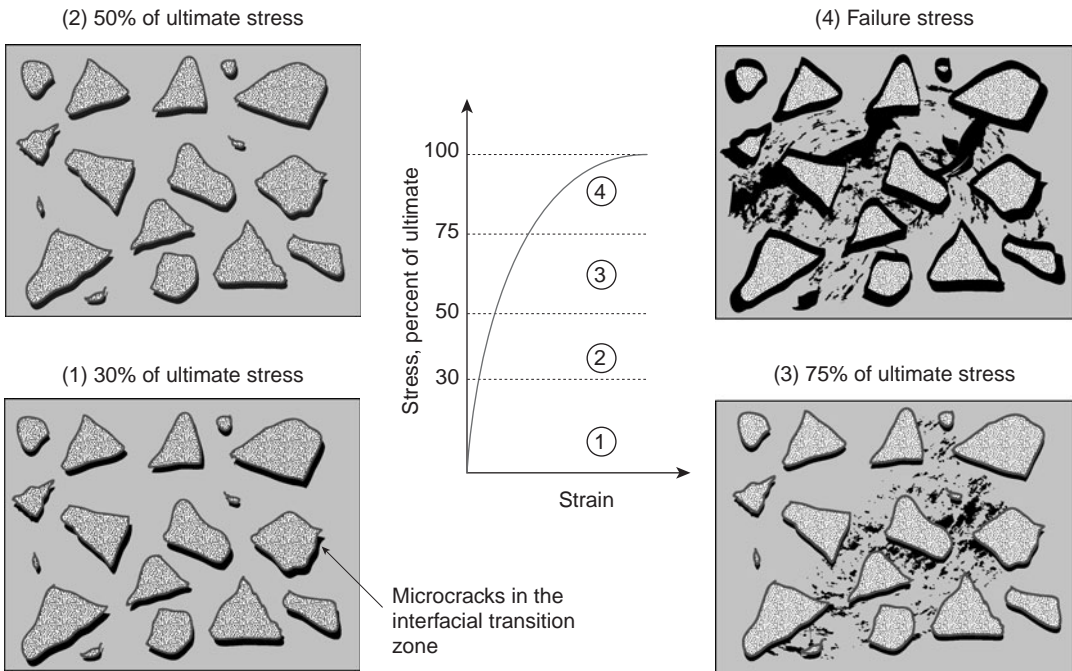 (2) 50% of ultimate stress
(4) Failure stress
Stress, percent of ultimate
100
75
50
30
4
3
2
1
Strain
(1) 30% of ultimate stress
(3) 75% of ultimate stress
Microcracks in the
interfacial transition
zone